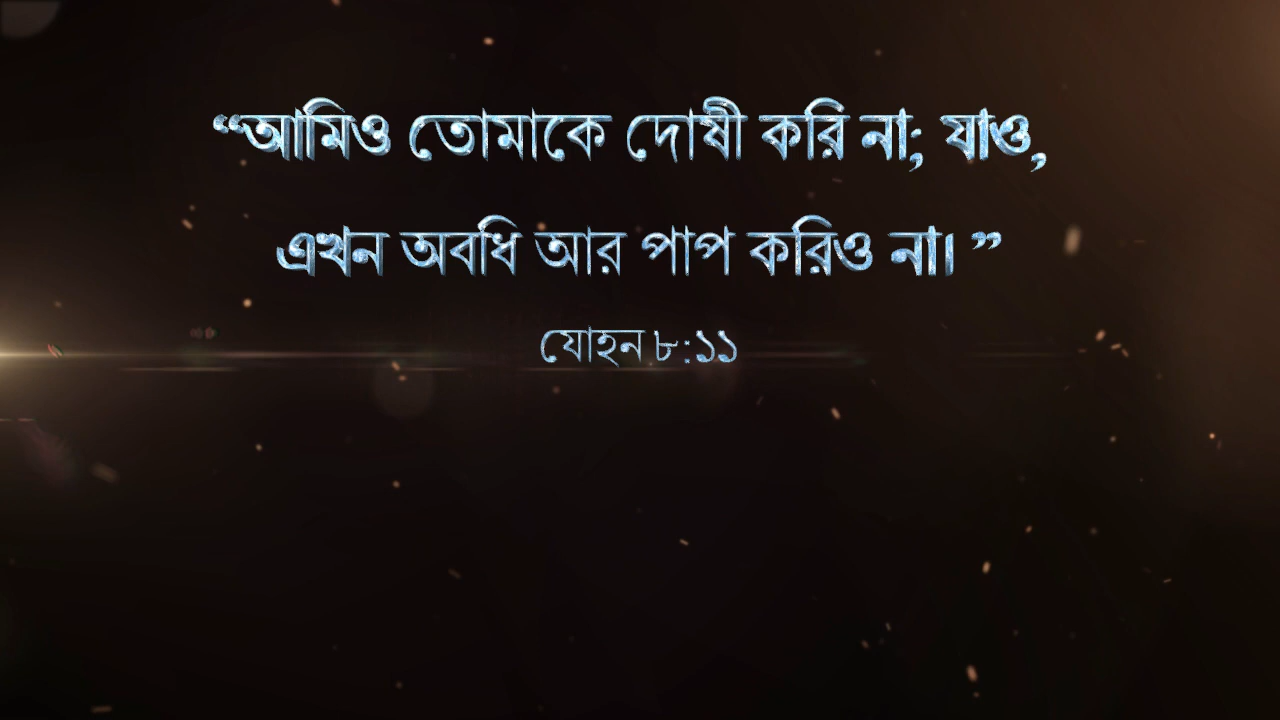 “আমিও তোমাকে দোষী করি না; যাও,
এখন অবধি আর পাপ করিও না। ”
যোহন ৮:১১